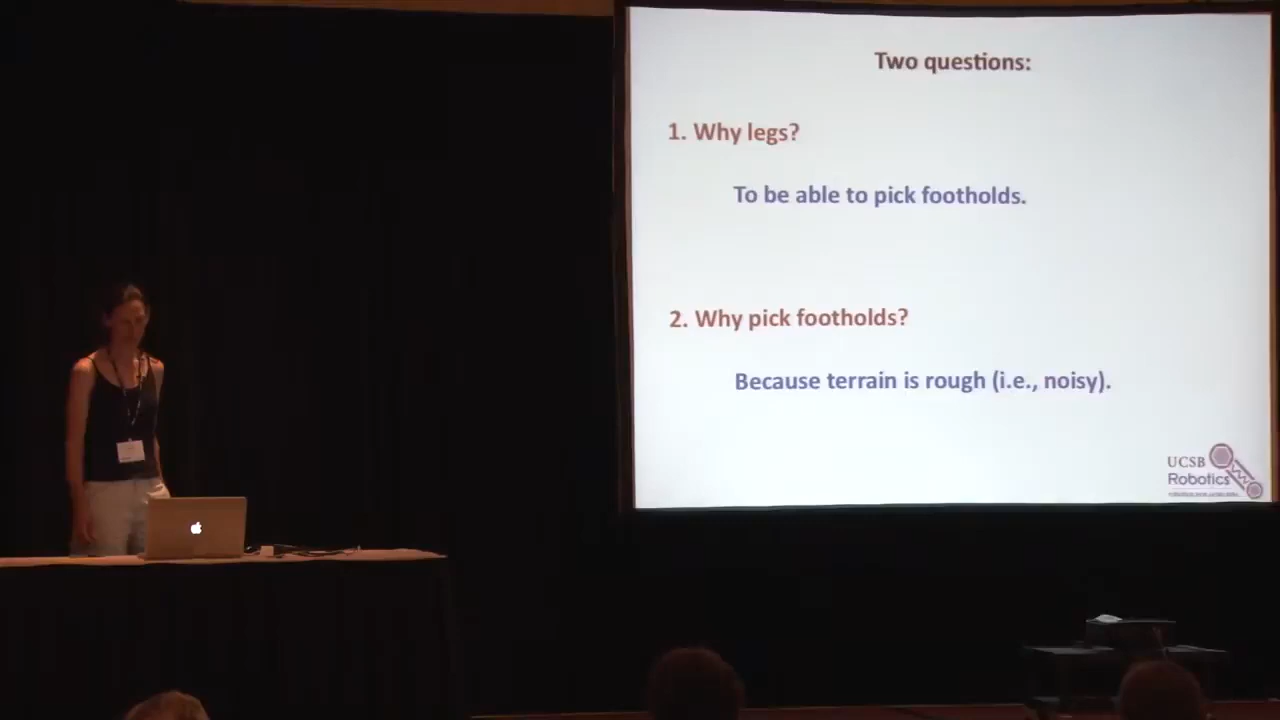 Two questions:
1. Why legs?
To be able to pick footholds.
2. Why pick footholds?
Because terrain is rough (i.e., noisy).
UCSB
Robotics